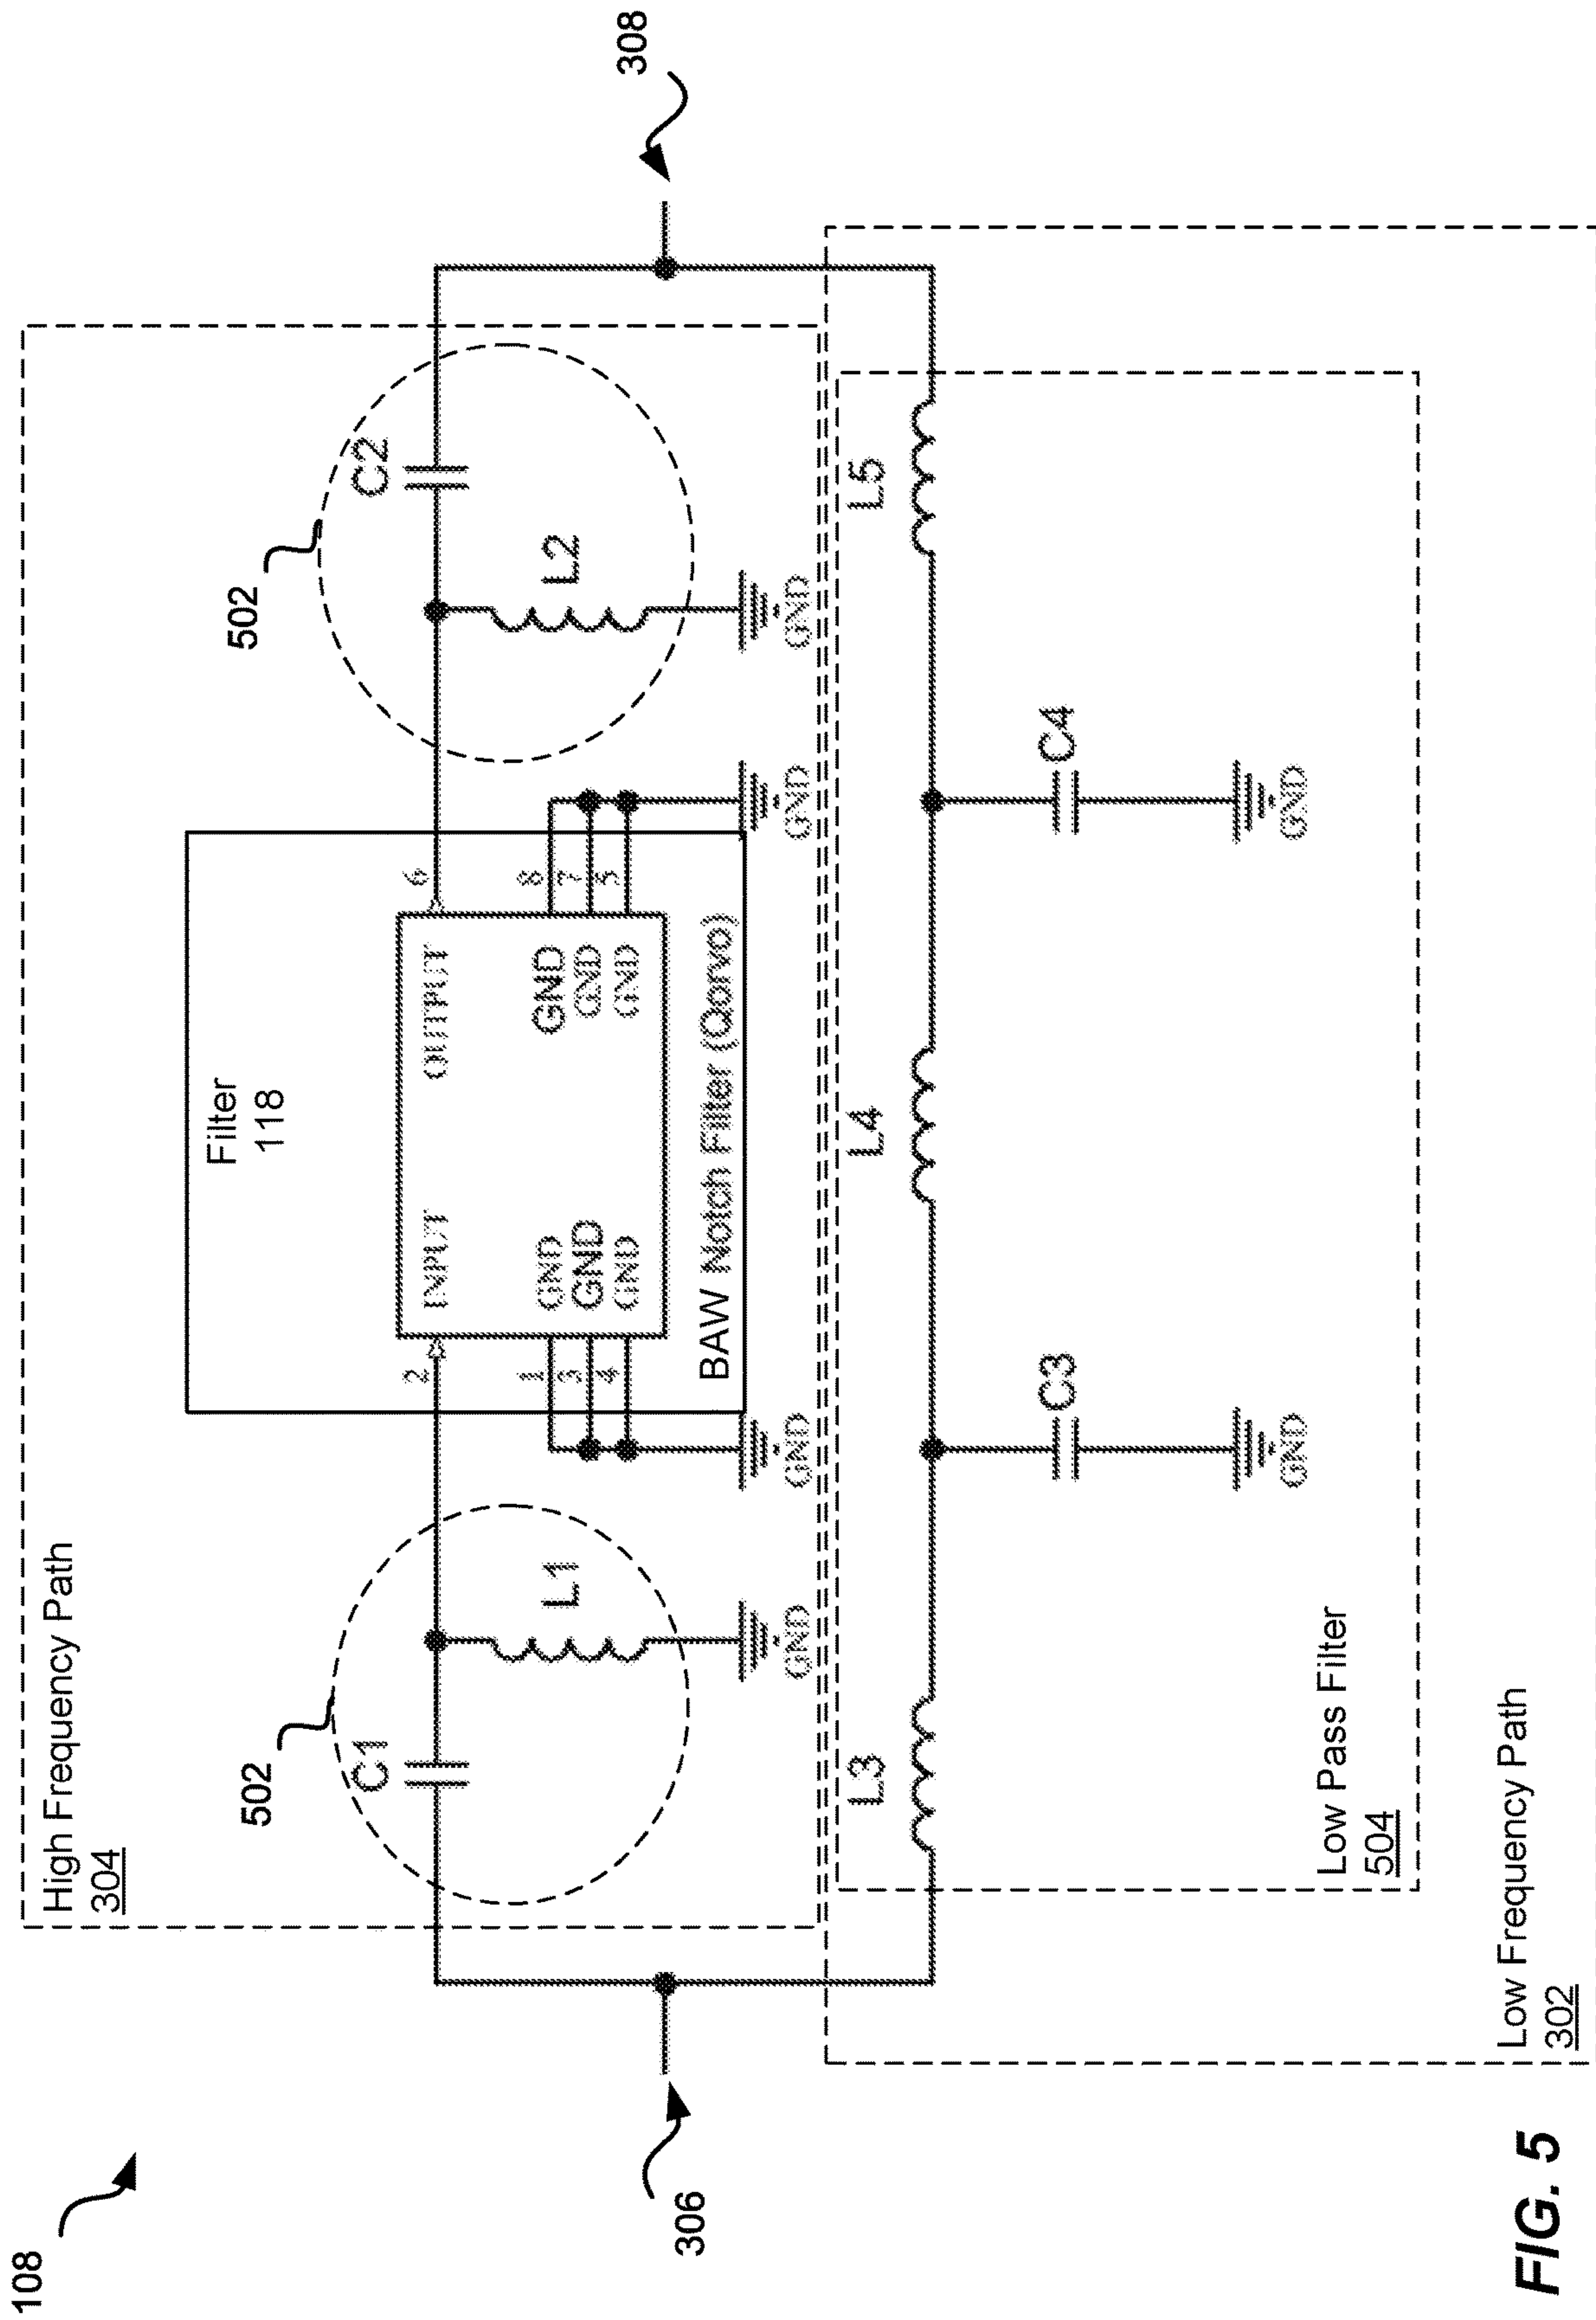 108
High Frequency Path
304
Filter
118
502
C1
L1
GND
2
INPUT
OUTPUT
6
1
GND
GND
8
3
GND
GND
7
4
GND
GND
5
BAW Notch Filter (Qorvo)
GND
GND
502
C2
L2
GND
306
308
L3
L4
L5
C3
GND
C4
GND
Low Pass Filter
504
Low Frequency Path
302
FIG. 5